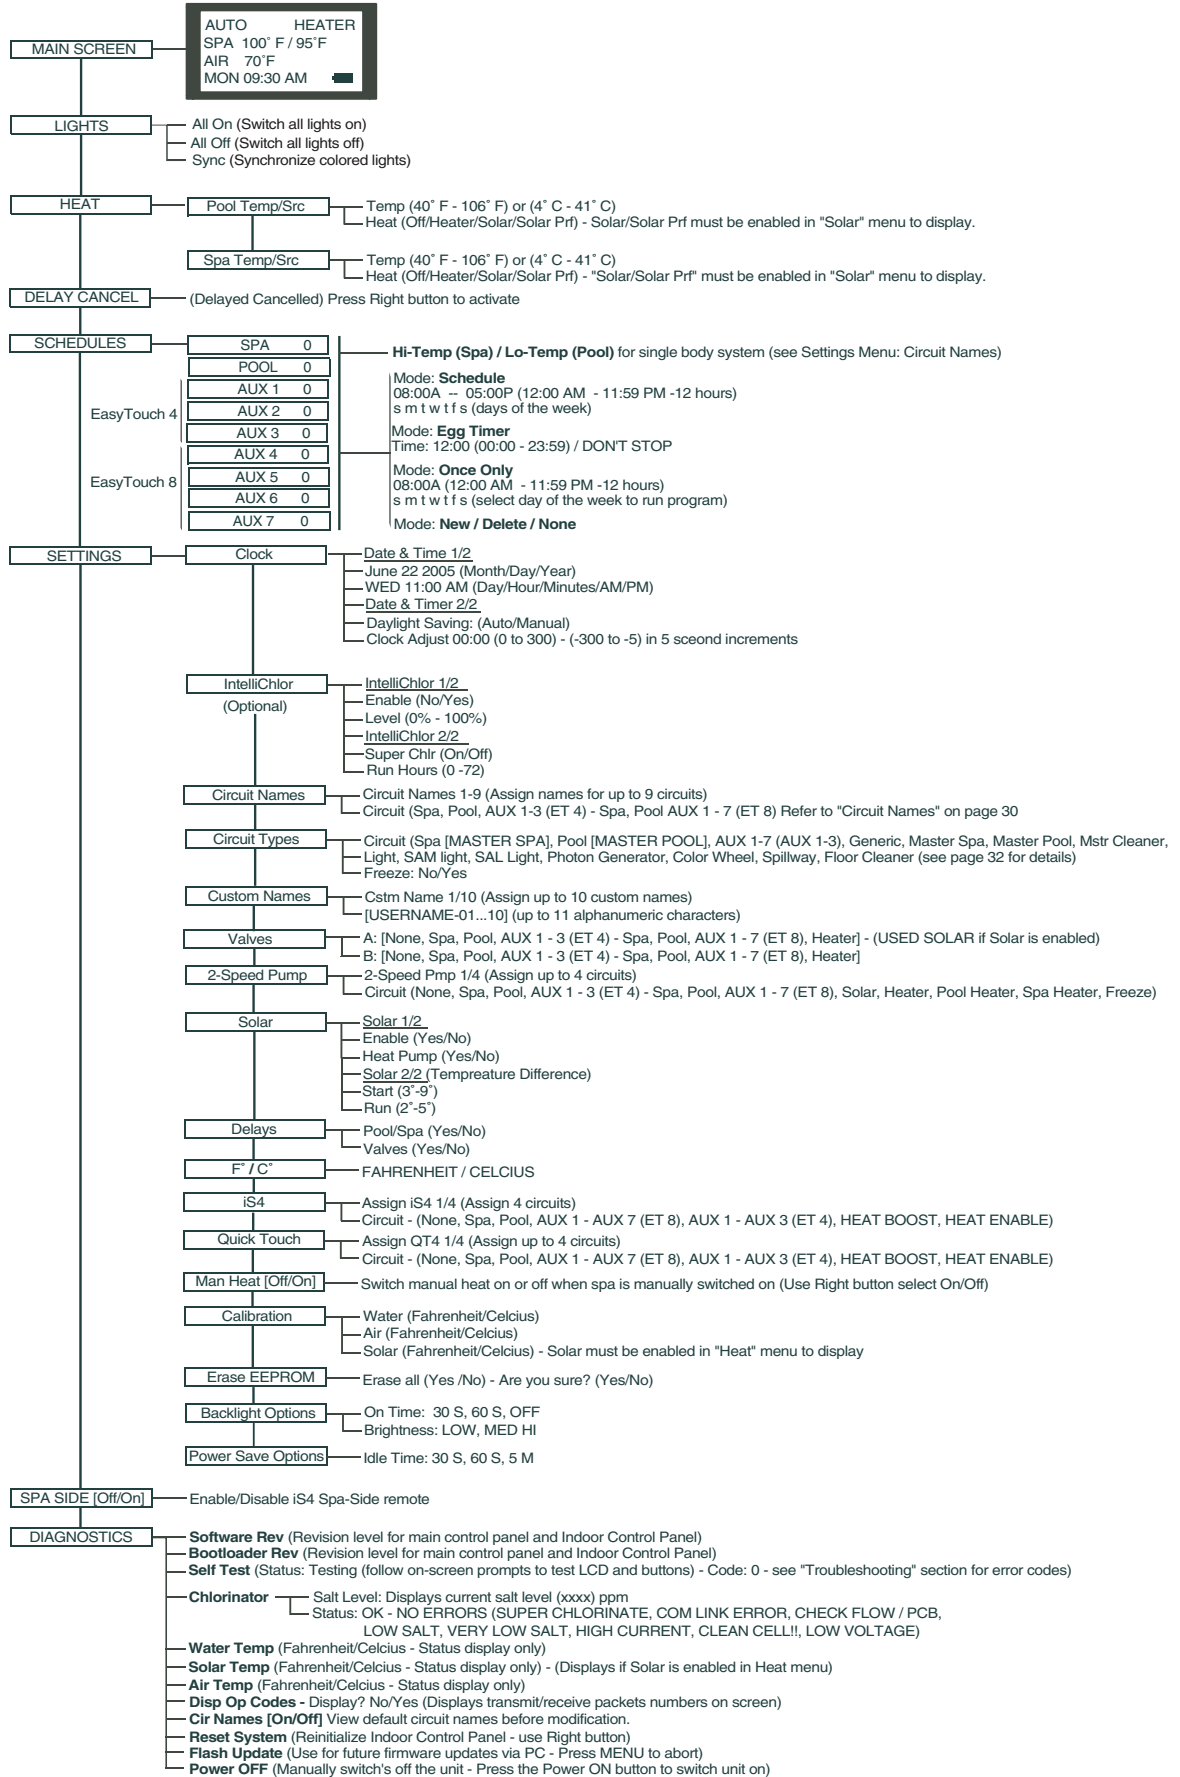 MAIN SCREEN
AUTO HEATER
SPA 100˚ F / 95˚F
AIR 70˚F
MON 09:30 AM
LIGHTS
All On (Switch all lights on)
All Off (Switch all lights off)
Sync (Synchronize colored lights)
HEAT
Pool Temp/Src
Temp (40˚ F - 106˚ F) or (4˚ C - 41˚ C)
Heat (Off/Heater/Solar/Solar Prf) - Solar/Solar Prf must be enabled in "Solar" menu to display.
Spa Temp/Src
Temp (40˚ F - 106˚ F) or (4˚ C - 41˚ C)
Heat (Off/Heater/Solar/Solar Prf) - "Solar/Solar Prf" must be enabled in "Solar" menu to display.
DELAY CANCEL
(Delayed Cancelled) Press Right button to activate
SCHEDULES
SPA 0
POOL 0
AUX 1 0
AUX 2 0
AUX 3 0
AUX 4 0
AUX 5 0
AUX 6 0
AUX 7 0
EasyTouch 4
EasyTouch 8
Hi-Temp (Spa) / Lo-Temp (Pool) for single body system (see Settings Menu: Circuit Names)
Mode: Schedule
08:00A -- 05:00P (12:00 AM - 11:59 PM -12 hours)
s m t w t f s (days of the week)
Mode: Egg Timer
Time: 12:00 (00:00 - 23:59) / DON'T STOP
Mode: Once Only
08:00A (12:00 AM - 11:59 PM -12 hours)
s m t w t f s (select day of the week to run program)
Mode: New / Delete / None
SETTINGS
Clock
Date & Time 1/2
June 22 2005 (Month/Day/Year)
WED 11:00 AM (Day/Hour/Minutes/AM/PM)
Date & Timer 2/2
Daylight Saving: (Auto/Manual)
Clock Adjust 00:00 (0 to 300) - (-300 to -5) in 5 sceond increments
IntelliChlor
(Optional)
IntelliChlor 1/2
Enable (No/Yes)
Level (0% - 100%)
IntelliChlor 2/2
Super Chlr (On/Off)
Run Hours (0 -72)
Circuit Names
Circuit Names 1-9 (Assign names for up to 9 circuits)
Circuit (Spa, Pool, AUX 1-3 (ET 4) - Spa, Pool AUX 1 - 7 (ET 8) Refer to "Circuit Names" on page 30
Circuit Types
Circuit (Spa [MASTER SPA], Pool [MASTER POOL], AUX 1-7 (AUX 1-3), Generic, Master Spa, Master Pool, Mstr Cleaner,
Light, SAM light, SAL Light, Photon Generator, Color Wheel, Spillway, Floor Cleaner (see page 32 for details)
Freeze: No/Yes
Custom Names
Cstm Name 1/10 (Assign up to 10 custom names)
[USERNAME-01...10] (up to 11 alphanumeric characters)
Valves
A: [None, Spa, Pool, AUX 1 - 3 (ET 4) - Spa, Pool, AUX 1 - 7 (ET 8), Heater] - (USED SOLAR if Solar is enabled)
B: [None, Spa, Pool, AUX 1 - 3 (ET 4) - Spa, Pool, AUX 1 - 7 (ET 8), Heater]
2-Speed Pump
2-Speed Pmp 1/4 (Assign up to 4 circuits)
Circuit (None, Spa, Pool, AUX 1 - 3 (ET 4) - Spa, Pool, AUX 1 - 7 (ET 8), Solar, Heater, Pool Heater, Spa Heater, Freeze)
Solar
Solar 1/2
Enable (Yes/No)
Heat Pump (Yes/No)
Solar 2/2 (Tempreature Difference)
Start (3˚-9˚)
Run (2˚-5˚)
Delays
Pool/Spa (Yes/No)
Valves (Yes/No)
F˚ / C˚
FAHRENHEIT / CELCIUS
iS4
Assign iS4 1/4 (Assign 4 circuits)
Circuit - (None, Spa, Pool, AUX 1 - AUX 7 (ET 8), AUX 1 - AUX 3 (ET 4), HEAT BOOST, HEAT ENABLE)
Quick Touch
Assign QT4 1/4 (Assign up to 4 circuits)
Circuit - (None, Spa, Pool, AUX 1 - AUX 7 (ET 8), AUX 1 - AUX 3 (ET 4), HEAT BOOST, HEAT ENABLE)
Man Heat [Off/On]
Switch manual heat on or off when spa is manually switched on (Use Right button select On/Off)
Calibration
Water (Fahrenheit/Celcius)
Air (Fahrenheit/Celcius)
Solar (Fahrenheit/Celcius) - Solar must be enabled in "Heat" menu to display
Erase EEPROM
Erase all (Yes /No) - Are you sure? (Yes/No)
Backlight Options
On Time: 30 S, 60 S, OFF
Brightness: LOW, MED HI
Power Save Options
Idle Time: 30 S, 60 S, 5 M
SPA SIDE [Off/On]
Enable/Disable iS4 Spa-Side remote
DIAGNOSTICS
Software Rev (Revision level for main control panel and Indoor Control Panel)
Bootloader Rev (Revision level for main control panel and Indoor Control Panel)
Self Test (Status: Testing (follow on-screen prompts to test LCD and buttons) - Code: 0 - see "Troubleshooting" section for error codes)
Chlorinator
Salt Level: Displays current salt level (xxxx) ppm
Status: OK - NO ERRORS (SUPER CHLORINATE, COM LINK ERROR, CHECK FLOW / PCB,
LOW SALT, VERY LOW SALT, HIGH CURRENT, CLEAN CELL!!, LOW VOLTAGE)
Water Temp (Fahrenheit/Celcius - Status display only)
Solar Temp (Fahrenheit/Celcius - Status display only) - (Displays if Solar is enabled in Heat menu)
Air Temp (Fahrenheit/Celcius - Status display only)
Disp Op Codes - Display? No/Yes (Displays transmit/receive packets numbers on screen)
Cir Names [On/Off] View default circuit names before modification.
Reset System (Reinitialize Indoor Control Panel - use Right button)
Flash Update (Use for future firmware updates via PC - Press MENU to abort)
Power OFF (Manually switch's off the unit - Press the Power ON button to switch unit on)